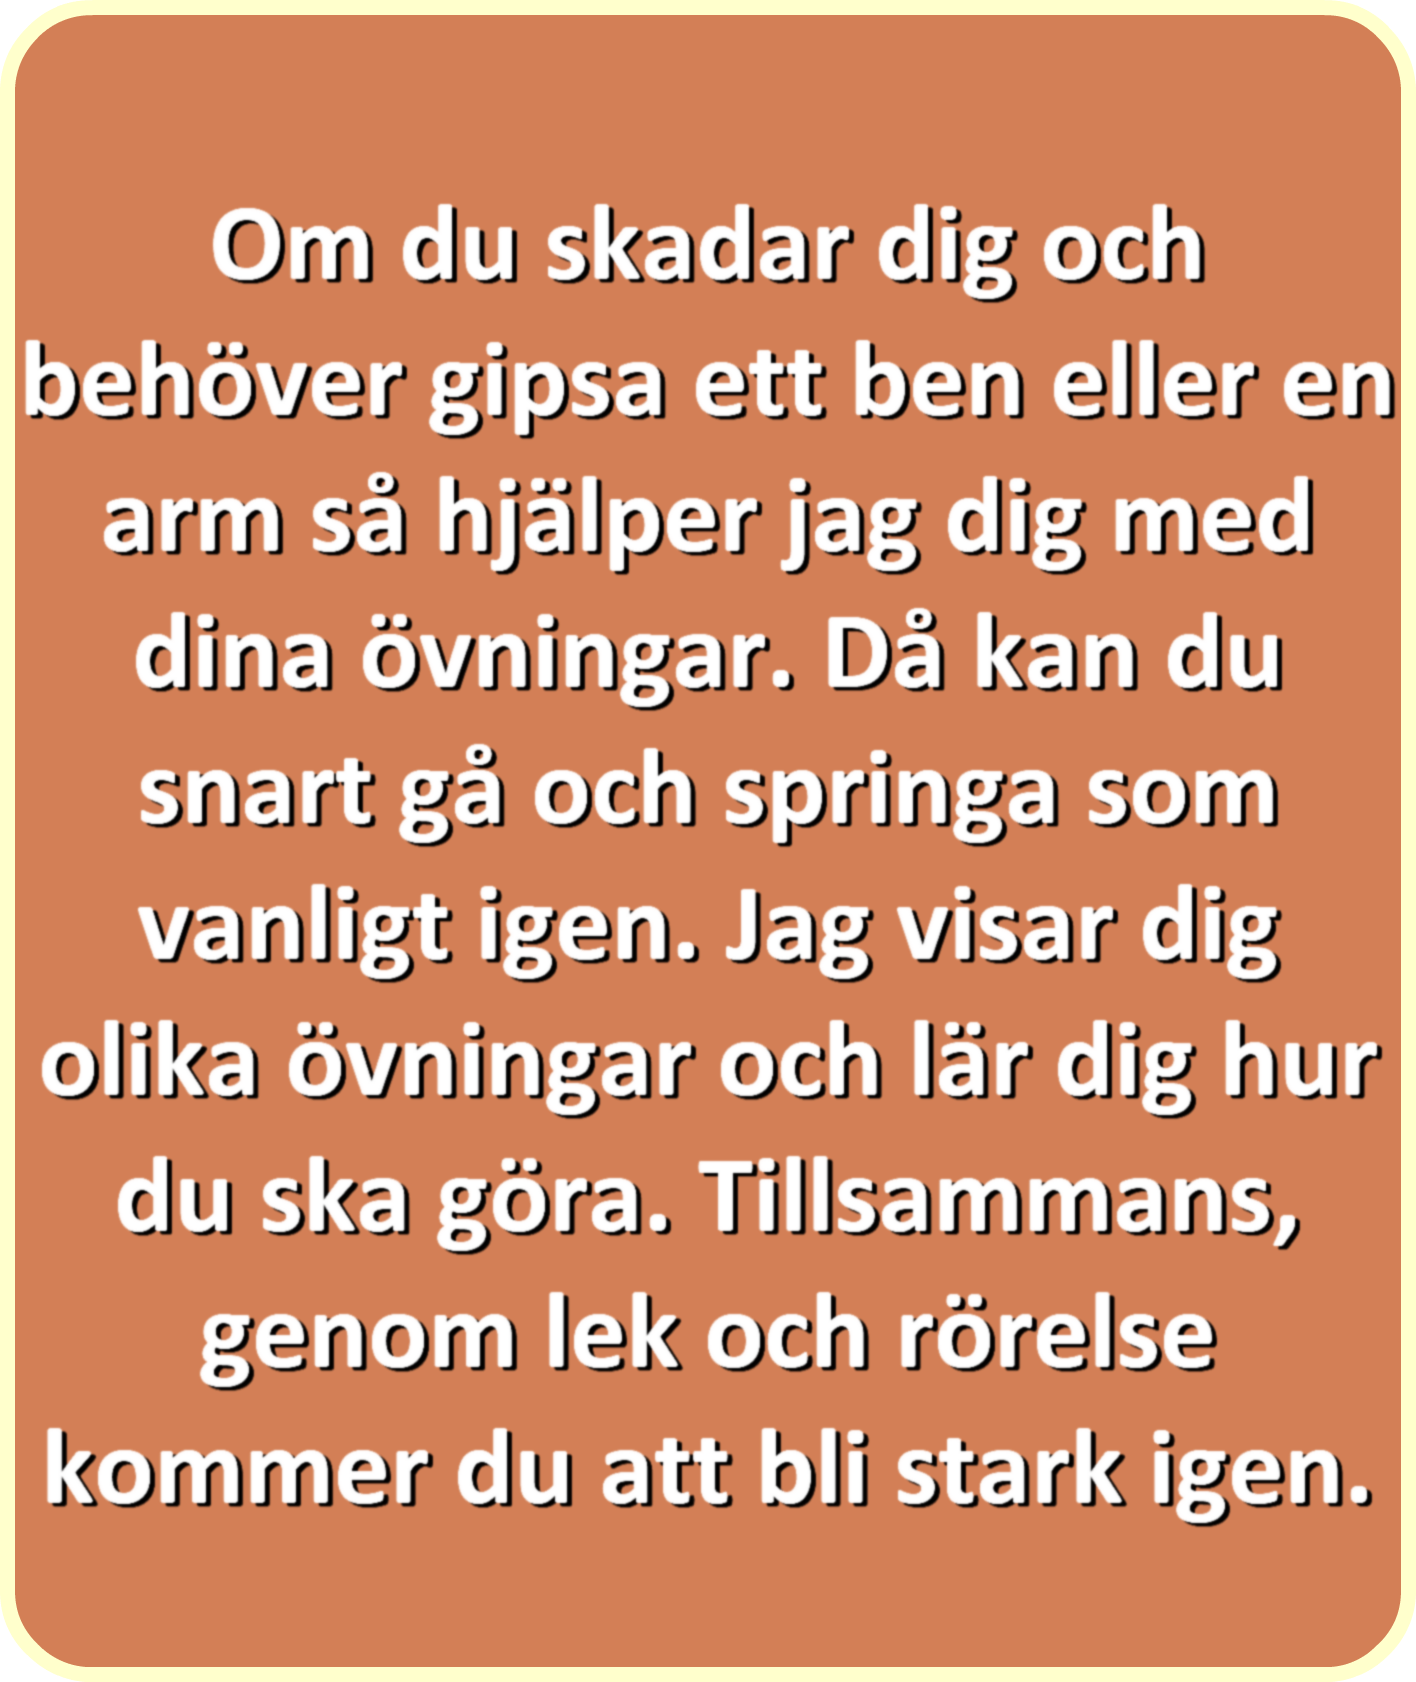 Om du skadar dig och
behöver gipsa ett ben eller en
arm så hjälper jag dig med
dina övningar. Då kan du
snart gå och springa som
vanligt igen. Jag visar dig
olika övningar och lär dig hur
du ska göra. Tillsammans,
genom lek och rörelse
kommer du att bli stark igen.